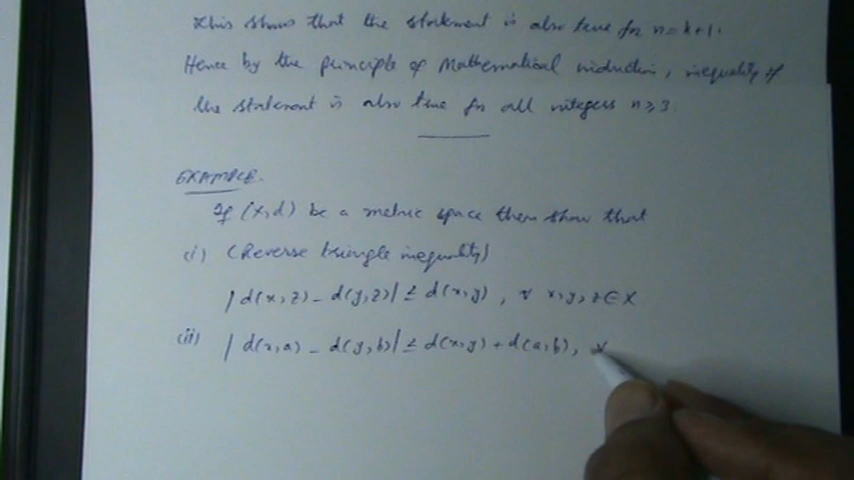 This shows that the statement is also true for n=k+1.
Hence by the principle of Mathematical induction, inequality of
the statement is also true for all integers n≥3.
EXAMPLE.
If (X,d) be a metric space then show that
(i) (Reverse triangle inequality)
|d(x,z) - d(y,z)| ≤ d(x,y), ∀ x,y,z∈X
(ii) |d(x,a) - d(y,b)| ≤ d(x,y) + d(a,b), ∀